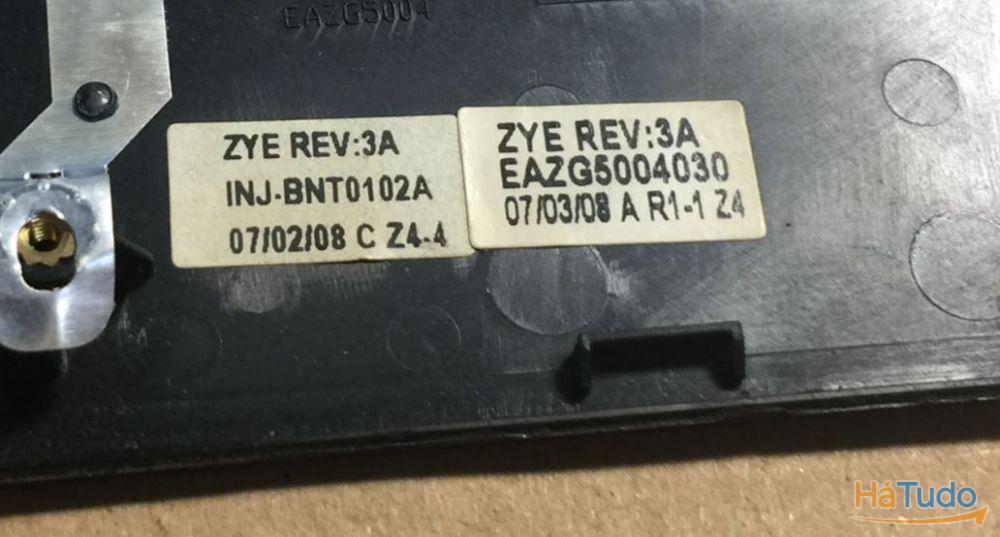 EAZG5004
ZYE REV:3A
INJ-BNT0102A
07/02/08 C Z4-4
ZYE REV:3A
EAZG5004030
07/03/08 A R1-1 Z4
HáTudo